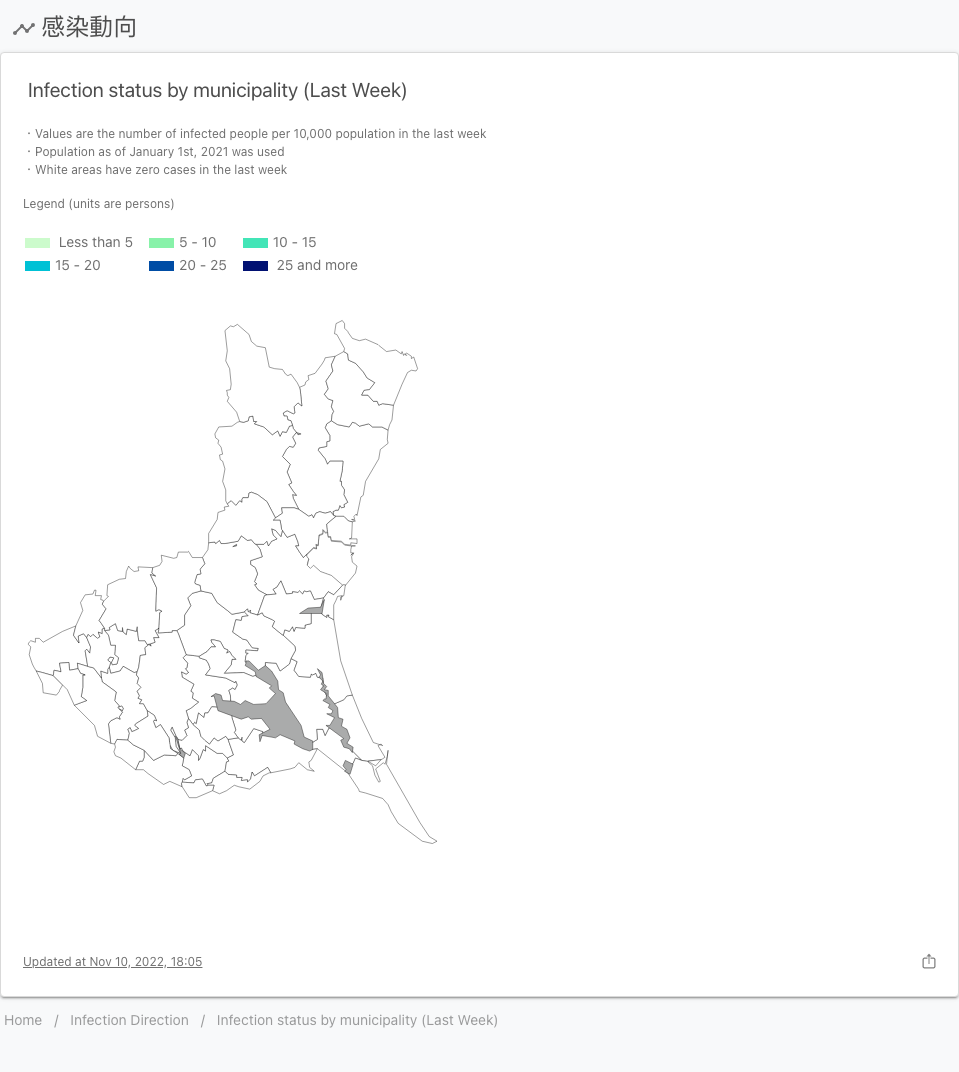 感染動向
Infection status by municipality (Last Week)
・Values are the number of infected people per 10,000 population in the last week
・Population as of January 1st, 2021 was used
・White areas have zero cases in the last week
Legend (units are persons)
Less than 5 5 - 10 10 - 15
15 - 20 20 - 25 25 and more
Updated at Nov 10, 2022, 18:05
Home / Infection Direction / Infection status by municipality (Last Week)